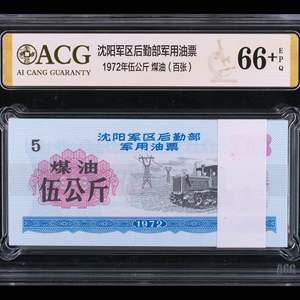 ACG
AI CANG GUARANTY
沈阳军区后勤部军用油票
1972年伍公斤 煤油（百张）
66+
EPQ
5
沈阳军区后勤部
军用油票
煤油
伍公斤
1972
ACG